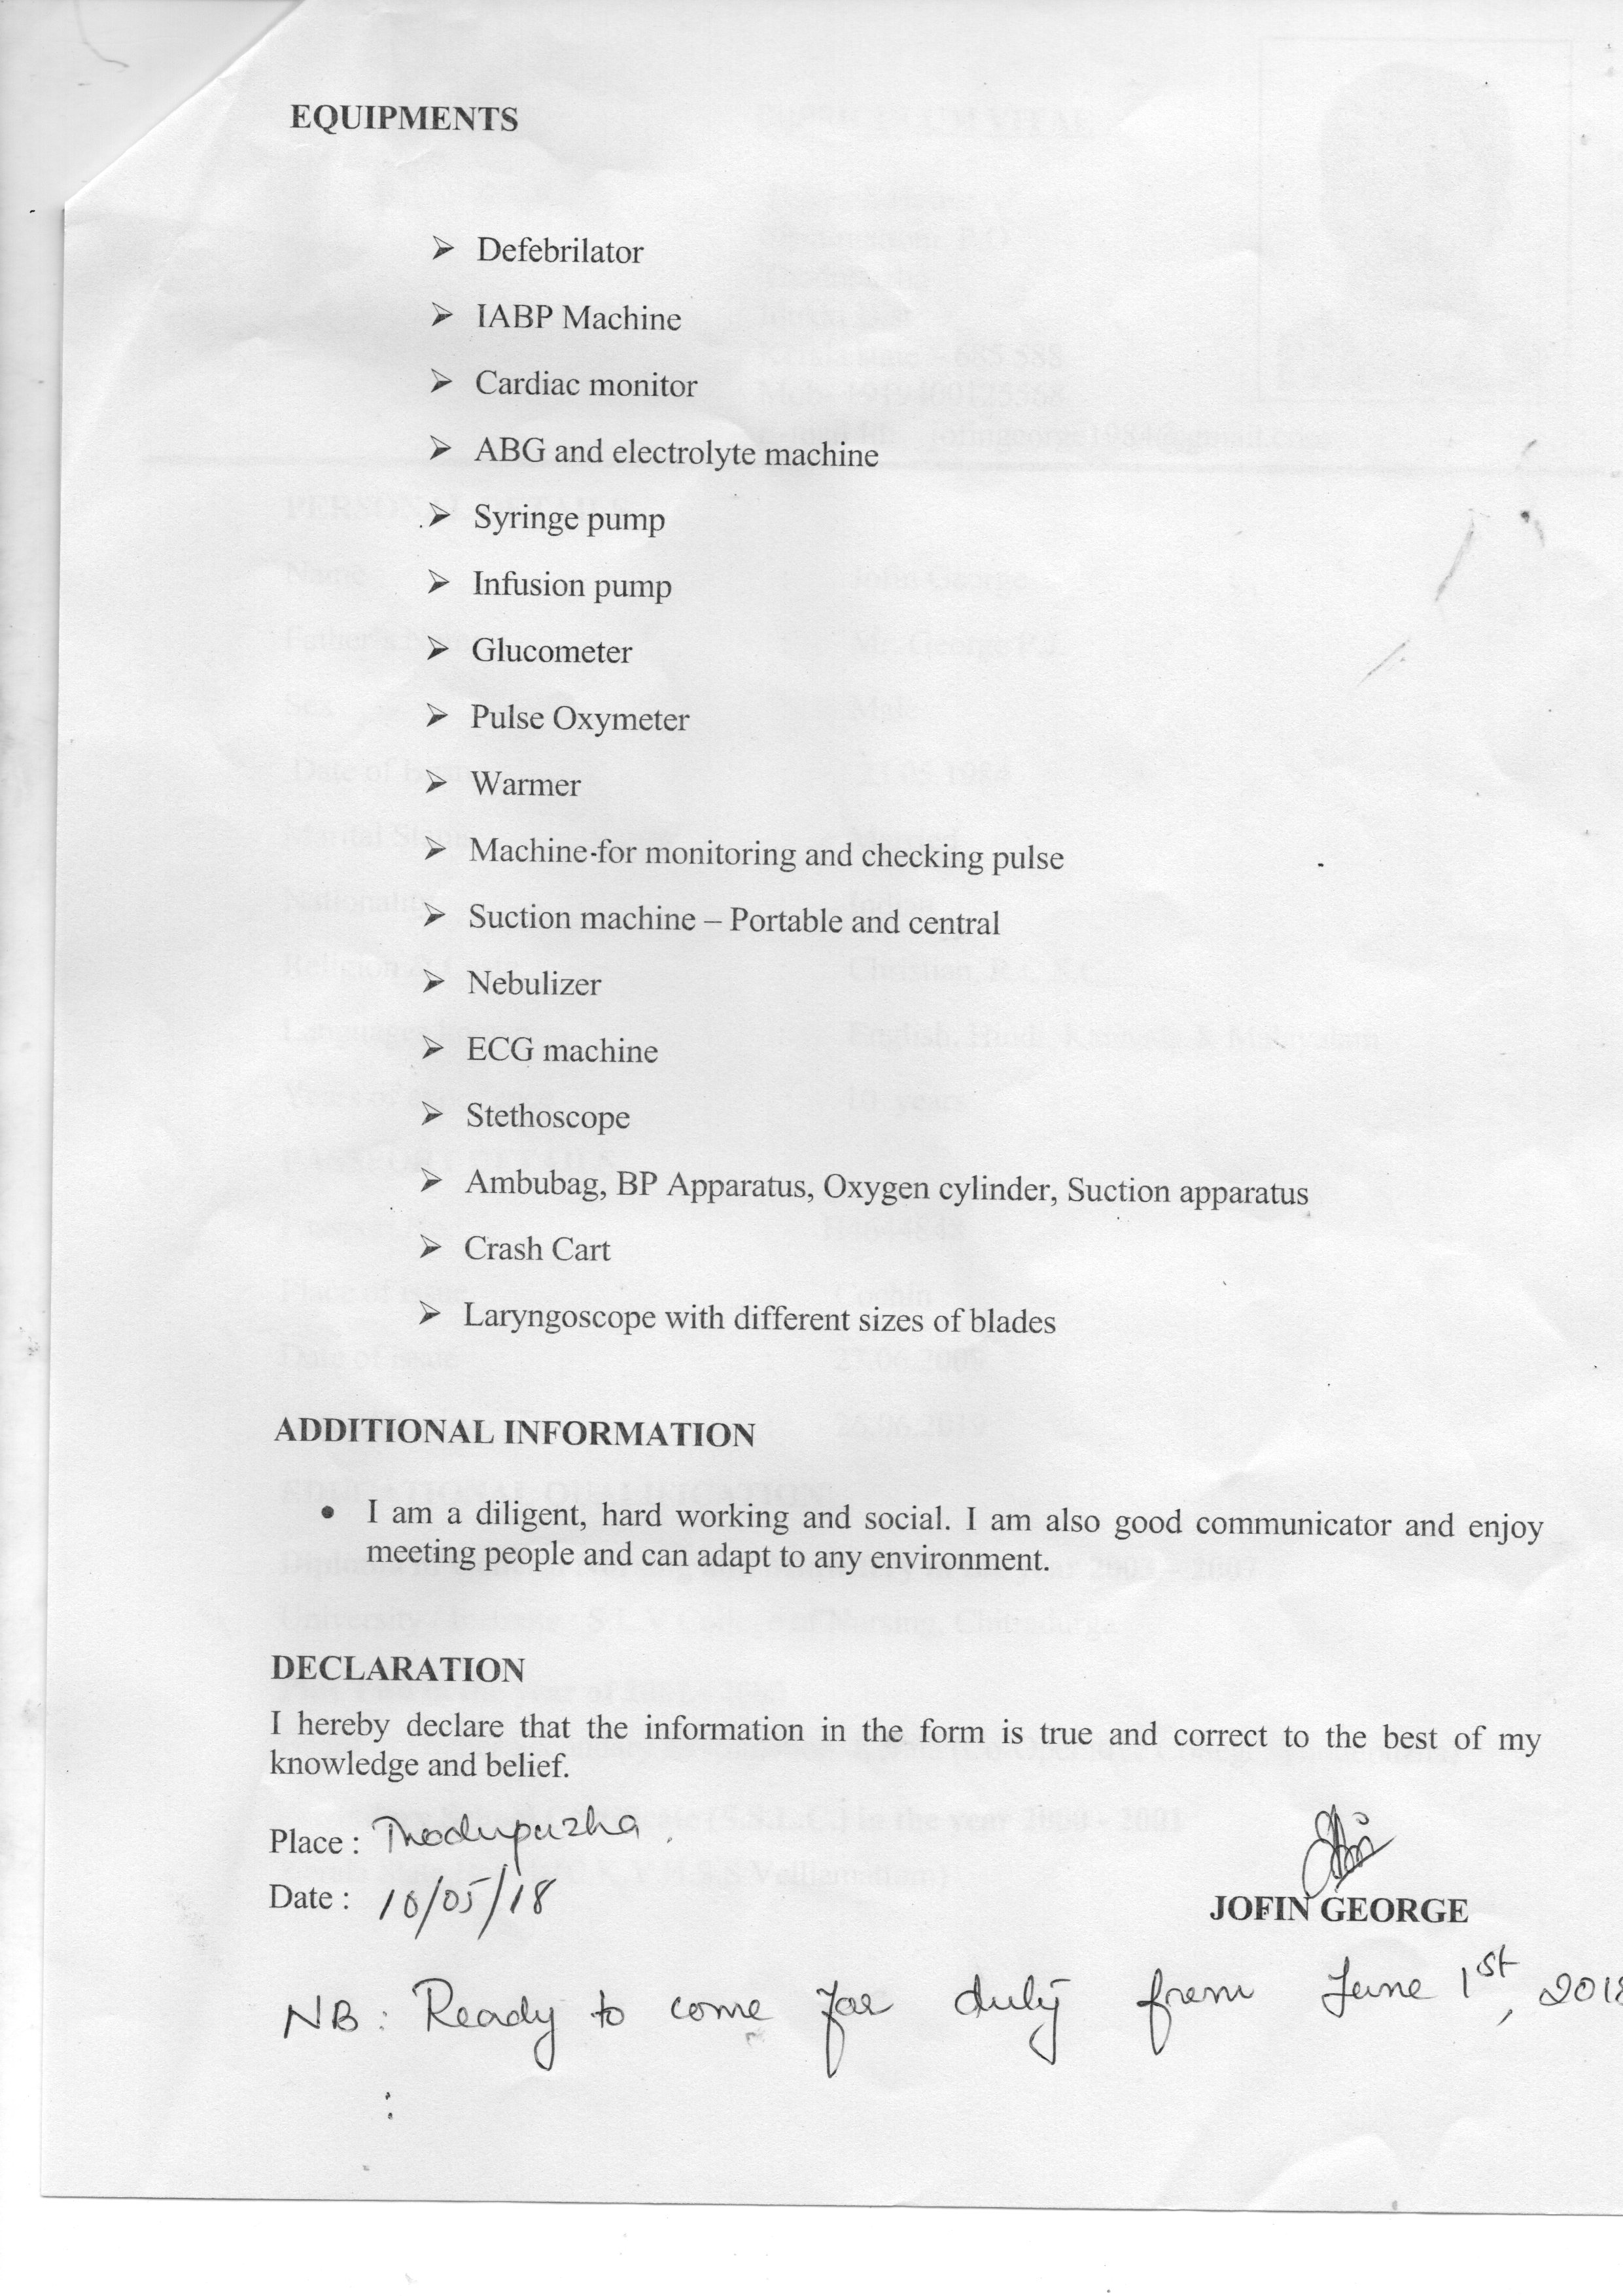 EQUIPMENTS
➢ Defebrilator
➢ IABP Machine
➢ Cardiac monitor
➢ ABG and electrolyte machine
➢ Syringe pump
➢ Infusion pump
➢ Glucometer
➢ Pulse Oxymeter
➢ Warmer
➢ Machine-for monitoring and checking pulse
➢ Suction machine – Portable and central
➢ Nebulizer
➢ ECG machine
➢ Stethoscope
➢ Ambubag, BP Apparatus, Oxygen cylinder, Suction apparatus
➢ Crash Cart
➢ Laryngoscope with different sizes of blades
ADDITIONAL INFORMATION
• I am a diligent, hard working and social. I am also good communicator and enjoy
meeting people and can adapt to any environment.
DECLARATION
I hereby declare that the information in the form is true and correct to the best of my
knowledge and belief.
Place : Thodupuzha.
Date : 10/05/18
JOFIN GEORGE
NB : Ready to come for duty from June 1st, 2018